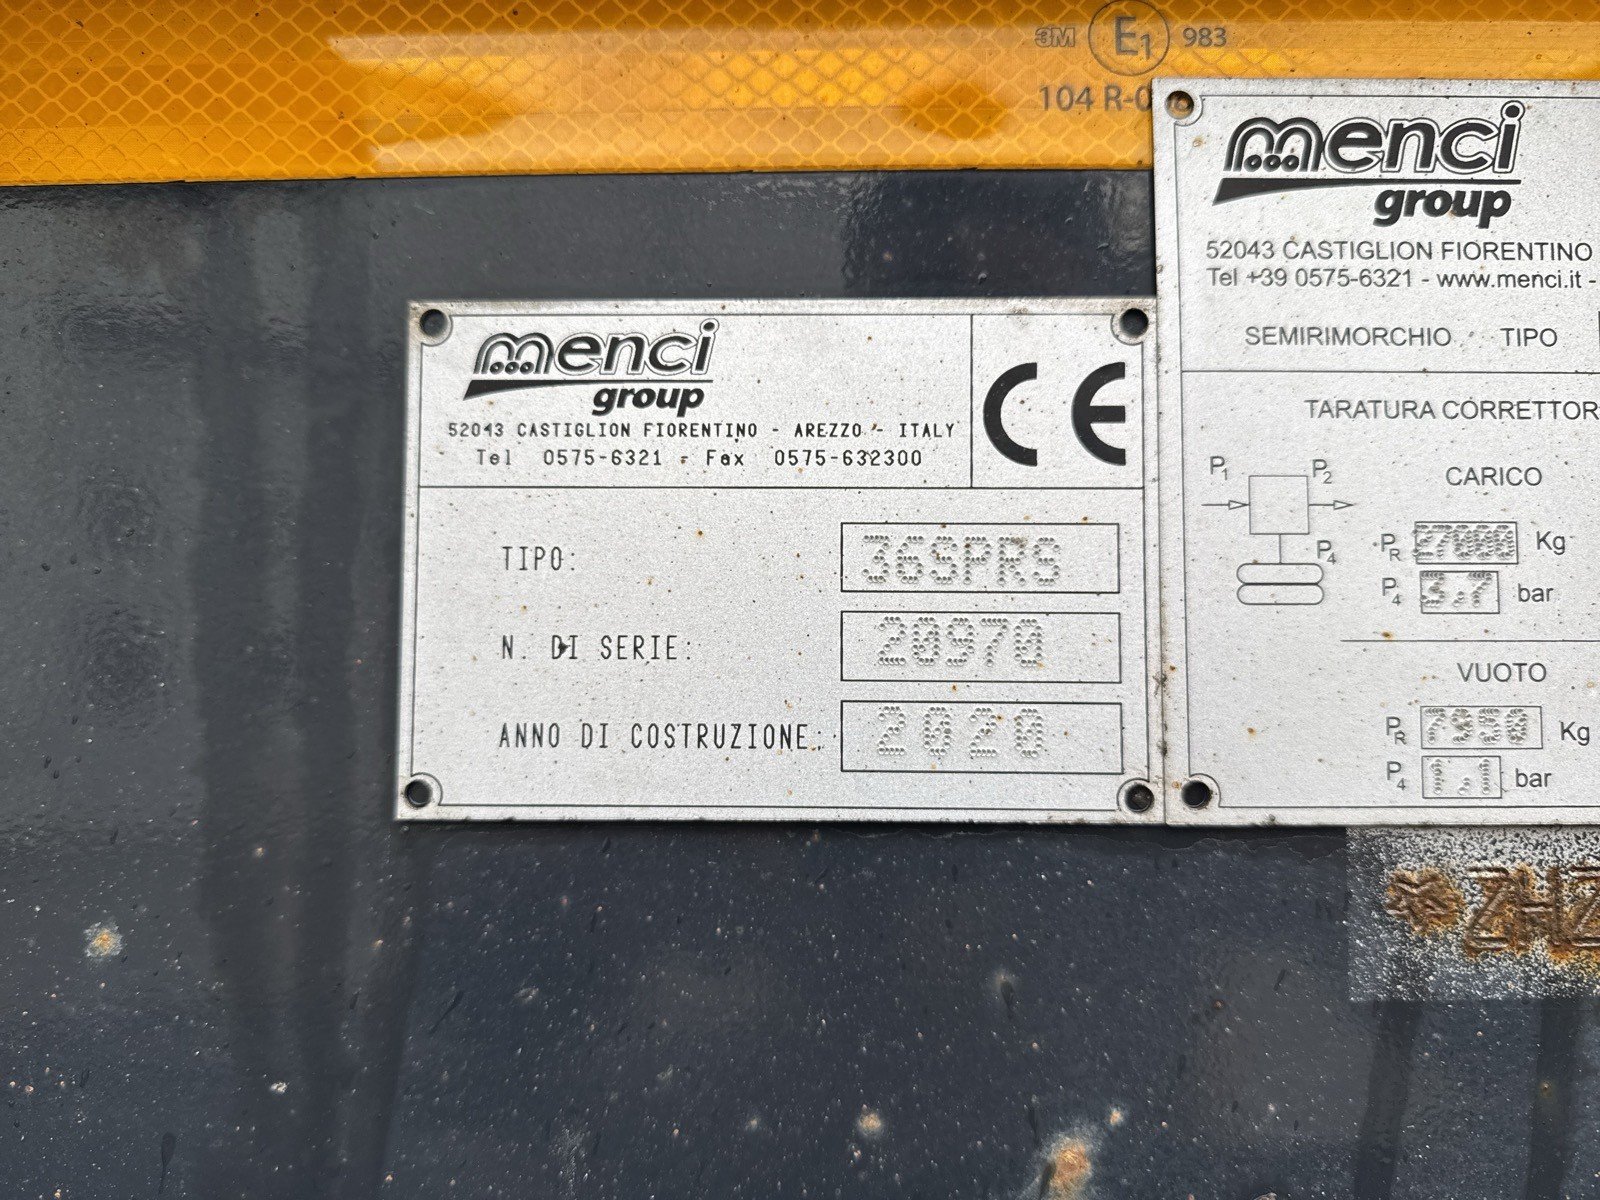 3M E1 983
104 R-0
menci
group
52043 CASTIGLION FIORENTINO - AREZZO - ITALY
Tel 0575-6321 - Fax 0575-632300
CE
TIPO: 36SPRS
N. DI SERIE: 20970
ANNO DI COSTRUZIONE: 2020
menci
group
52043 CASTIGLION FIORENTINO
Tel +39 0575-6321 - www.menci.it -
SEMIRIMORCHIO TIPO
TARATURA CORRETTOR
P1 P2
P4
CARICO
PR 27000 Kg
P4 3,7 bar
VUOTO
PR 7950 Kg
P4 1,1 bar
ZHZ